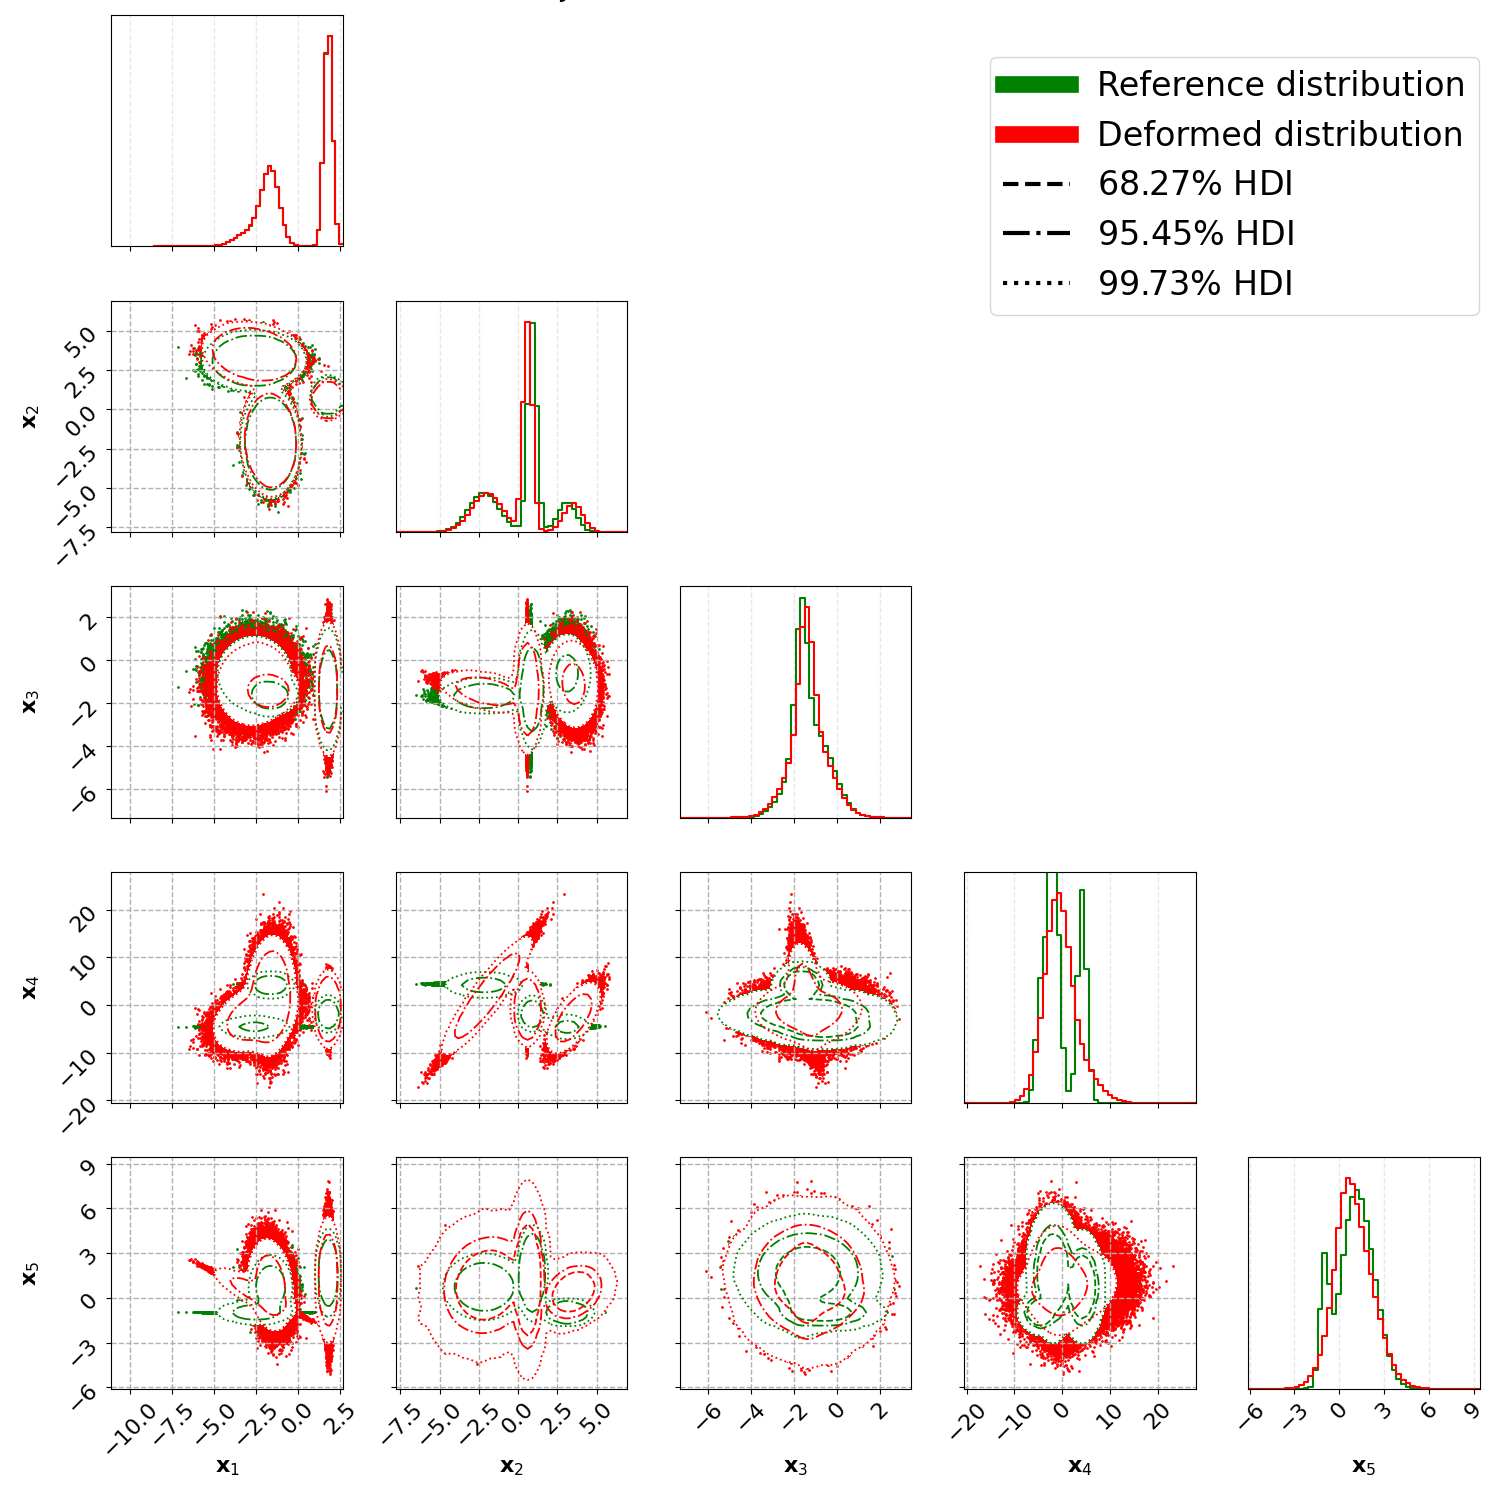 Reference distribution
Deformed distribution
68.27% HDI
95.45% HDI
99.73% HDI
x₂
5.0
2.5
0.0
−2.5
−5.0
−7.5
x₃
2
0
−2
−4
−6
x₄
20
10
0
−10
−20
x₅
9
6
3
0
−3
−6
−10.0 −7.5 −5.0 −2.5 0.0 2.5
−7.5 −5.0 −2.5 0.0 2.5 5.0
−6 −4 −2 0 2
−20 −10 0 10 20
−6 −3 0 3 6 9
x₁ x₂ x₃ x₄ x₅